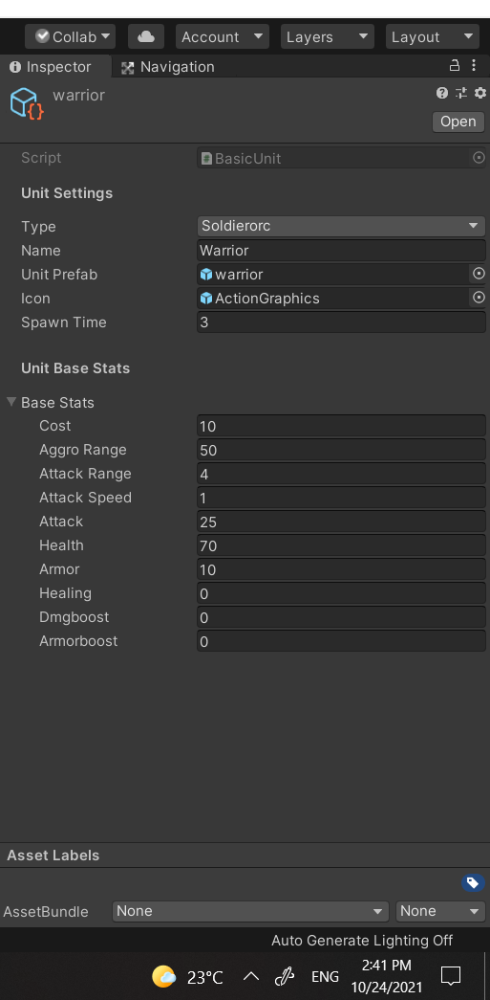 Collab Account Layers Layout
Inspector Navigation
warrior
Open
Script BasicUnit
Unit Settings
Type Soldierorc
Name Warrior
Unit Prefab warrior
Icon ActionGraphics
Spawn Time 3
Unit Base Stats
Base Stats
Cost 10
Aggro Range 50
Attack Range 4
Attack Speed 1
Attack 25
Health 70
Armor 10
Healing 0
Dmgboost 0
Armorboost 0
Asset Labels
AssetBundle None None
Auto Generate Lighting Off
23°C ENG 2:41 PM
10/24/2021